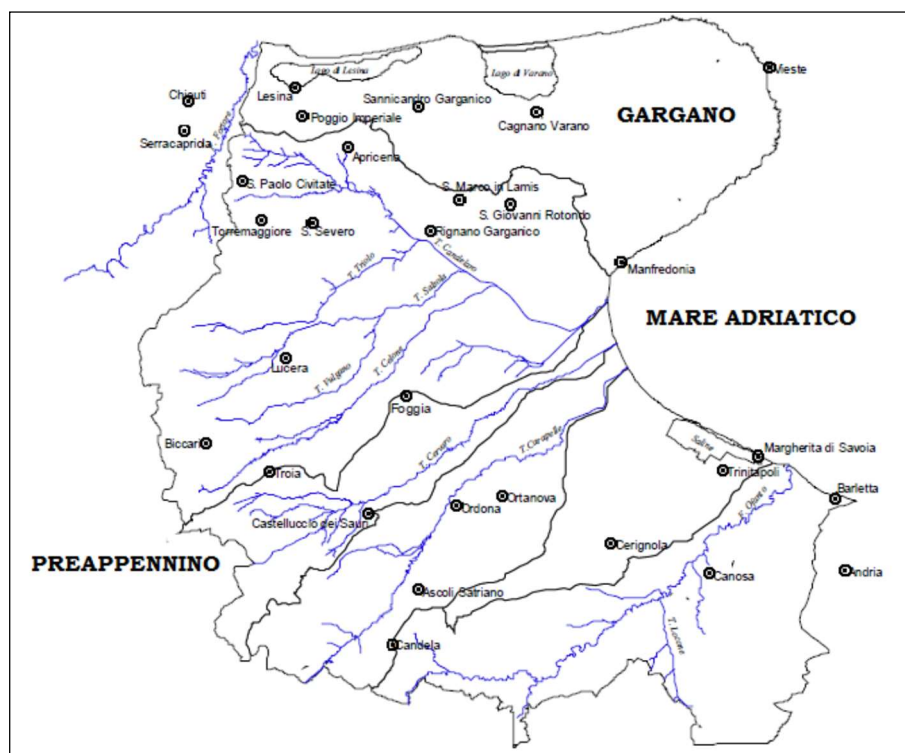 Lago di Lesina
Lago di Varano
Vieste
Chieuti
Lesina
Sannicandro Garganico
GARGANO
Poggio Imperiale
Cagnano Varano
Fortore
Serracapriola
Apricena
S. Paolo Civitate
S. Marco in Lamis
S. Giovanni Rotondo
Torremaggiore
S. Severo
Rignano Garganico
T. Candelaro
T. Triolo
Manfredonia
T. Salsola
MARE ADRIATICO
Lucera
T. Vulgano
T. Celone
Foggia
Biccari
T. Cervaro
T. Carapelle
Saline
Margherita di Savoia
Troia
Trinitapoli
F. Ofanto
Barletta
Ortanova
Ordona
Castelluccio dei Sauri
PREAPPENNINO
Cerignola
Canosa
Andria
Ascoli Satriano
T. Locone
Candela